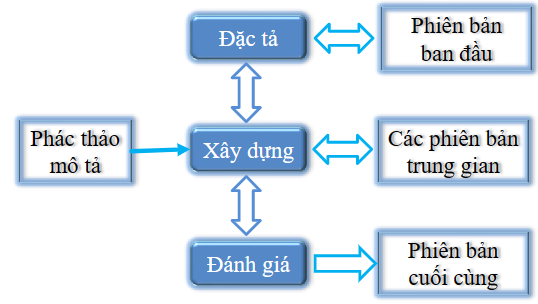 Đặc tả
Phiên bản
ban đầu
Phác thảo
mô tả
Xây dựng
Các phiên bản
trung gian
Đánh giá
Phiên bản
cuối cùng